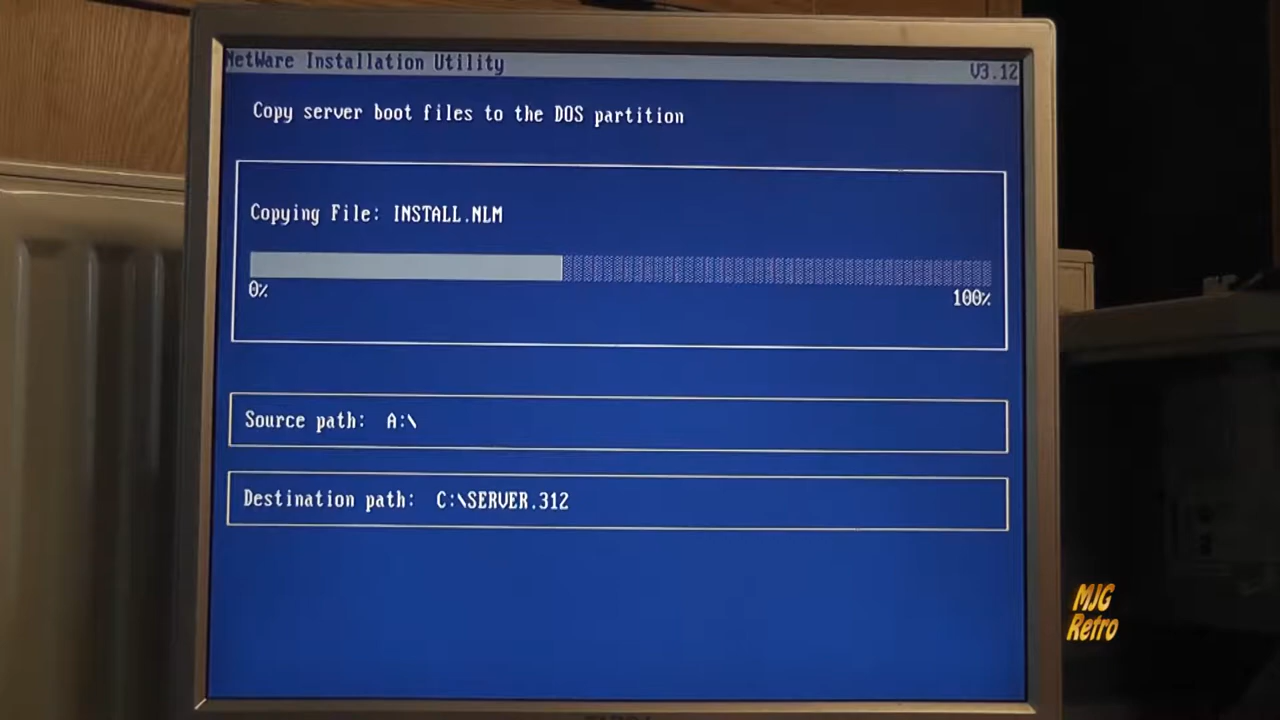 NetWare Installation Utility V3.12
Copy server boot files to the DOS partition
Copying File: INSTALL.NLM
0% 100%
Source path: A:\
Destination path: C:\SERVER.312
MJG
Retro